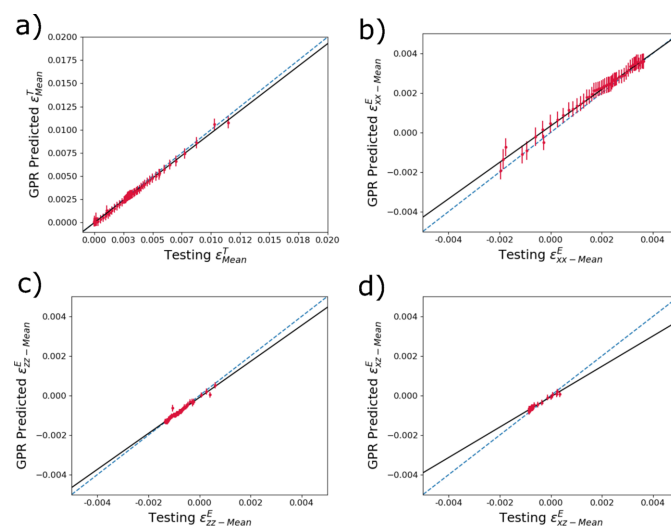 a)
0.0200
0.0175
0.0150
0.0125
0.0100
0.0075
0.0050
0.0025
0.0000
GPR Predicted ε^T_Mean
0.000 0.003 0.005 0.007 0.010 0.012 0.015 0.018 0.020
Testing ε^T_Mean
b)
0.004
0.002
0.000
−0.002
−0.004
GPR Predicted ε^E_xx−Mean
-0.004 -0.002 0.000 0.002 0.004
Testing ε^E_xx−Mean
c)
0.004
0.002
0.000
−0.002
−0.004
GPR Predicted ε^E_zz−Mean
-0.004 -0.002 0.000 0.002 0.004
Testing ε^E_zz−Mean
d)
0.004
0.002
0.000
−0.002
−0.004
GPR Predicted ε^E_xz−Mean
-0.004 -0.002 0.000 0.002 0.004
Testing ε^E_xz−Mean